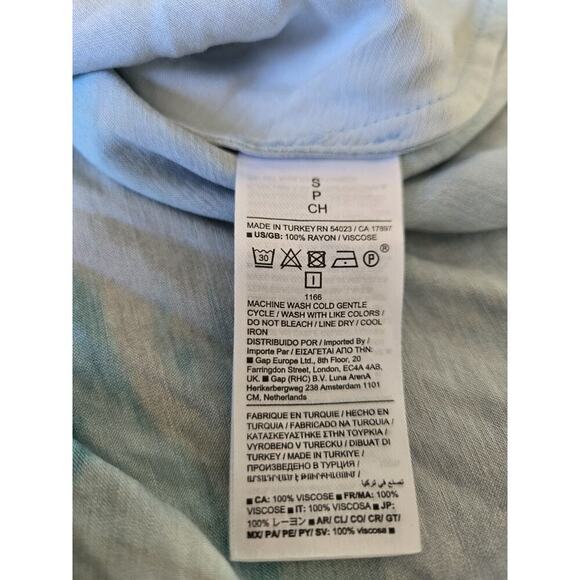 S
P
CH
MADE IN TURKEY RN 54023 / CA 17897
■ US/GB: 100% RAYON / VISCOSE
30 P ®
1166
MACHINE WASH COLD GENTLE
CYCLE / WASH WITH LIKE COLORS /
DO NOT BLEACH / LINE DRY / COOL
IRON
DISTRIBUIDO POR / Imported By /
Importe Par / ΕΙΣΑΓΕΤΑΙ ΑΠΟ ΤΗΝ:
■ Gap Europe Ltd., 8th Floor, 20
Farringdon Street, London, EC4A 4AB,
UK. ■ Gap (RHC) B.V. Luna ArenA
Herikerbergweg 238 Amsterdam 1101
CM, Netherlands
FABRIQUE EN TURQUIE / HECHO EN
TURQUIA / FABRICADO NA TURQUIA /
ΚΑΤΑΣΚΕΥΑΣΤΗΚΕ ΣΤΗΝ ΤΟΥΡΚΙΑ /
VYROBENO V TURECKU / DIBUAT DI
TURKEY / MADE IN TURKIYE /
ПРОИЗВЕДЕНО В ТУРЦИЯ /
تصنع في تركيا
■ CA: 100% VISCOSE ■ FR/MA: 100%
VISCOSE ■ IT: 100% VISCOSA ■ JP:
100% レーヨン ■ AR/CL/CO/CR/GT/
MX/PA/PE/PY/SV: 100% viscosa